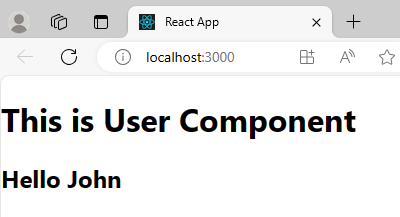 React App
localhost:3000
This is User Component
Hello John